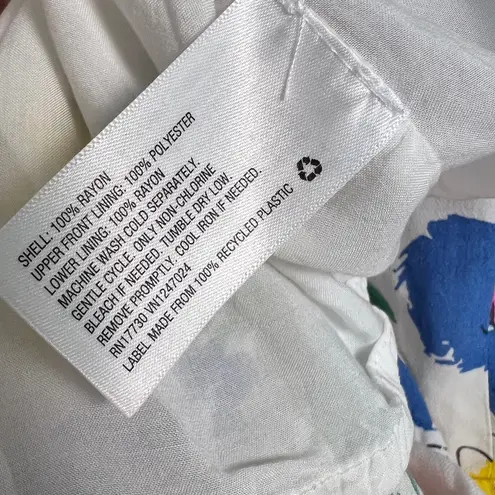 SHELL: 100% RAYON
UPPER FRONT LINING: 100% POLYESTER
LOWER LINING: 100% RAYON
MACHINE WASH COLD SEPARATELY.
GENTLE CYCLE. ONLY NON-CHLORINE
BLEACH IF NEEDED. TUMBLE DRY LOW.
REMOVE PROMPTLY. COOL IRON IF NEEDED.
RN17730 VN1247024
LABEL MADE FROM 100% RECYCLED PLASTIC